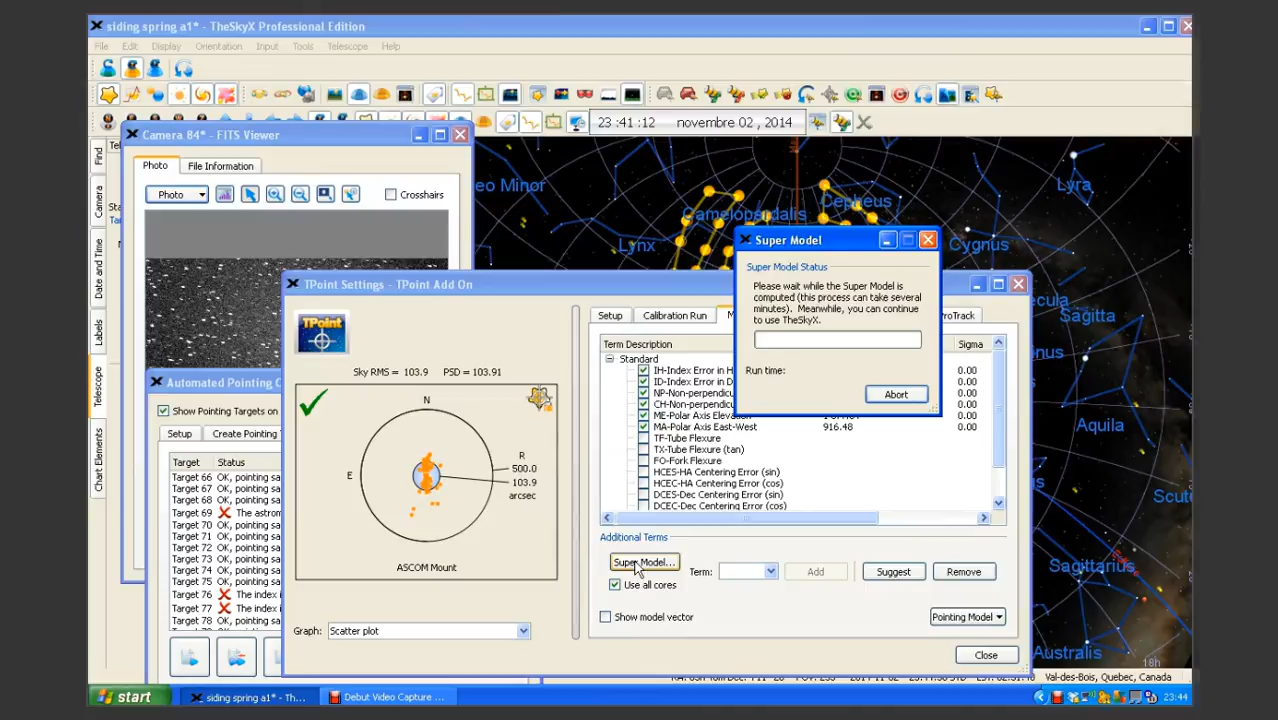 siding spring a1* - TheSkyX Professional Edition
File Edit Display Orientation Input Tools Telescope Help
23 : 41 : 12 novembre 02 , 2014
Camera 84* - FITS Viewer
Photo File Information
Photo Crosshairs
Find
Camera
Date and Time
Labels
Telescope
Chart Elements
eo Minor
Lyra
Camelopardalis
Cepheus
Lynx
Cygnus
Sagitta
Aquila
Sagittarius
Australis
18h
Super Model
Super Model Status
Please wait while the Super Model is
computed (this process can take several
minutes). Meanwhile, you can continue
to use TheSkyX.
Run time:
Abort
TPoint Settings - TPoint Add On
TPoint
Sky RMS = 103.9 PSD = 103.91
N
E
R
500.0
103.9
arcsec
ASCOM Mount
Graph: Scatter plot
Setup Calibration Run M ProTrack
Term Description Sigma
Standard
IH-Index Error in H 0.00
ID-Index Error in D 0.00
NP-Non-perpendicu 0.00
CH-Non-perpendicu 0.00
ME-Polar Axis Elevation 0.00
MA-Polar Axis East-West 916.48 0.00
TF-Tube Flexure
TX-Tube Flexure (tan)
FO-Fork Flexure
HCES-HA Centering Error (sin)
HCEC-HA Centering Error (cos)
DCES-Dec Centering Error (sin)
DCEC-Dec Centering Error (cos)
Additional Terms
Super Model... Term: Add Suggest Remove
Use all cores
Show model vector Pointing Model
Close
Automated Pointing C
Show Pointing Targets on
Setup Create Pointing
Target Status
Target 66 OK, pointing sa
Target 67 OK, pointing sa
Target 68 OK, pointing sa
Target 69 The astrom
Target 70 OK, pointing sa
Target 71 OK, pointing sa
Target 72 OK, pointing sa
Target 73 OK, pointing sa
Target 74 OK, pointing sa
Target 75 OK, pointing sa
Target 76 The index i
Target 77 The index i
Val-des-Bois, Quebec, Canada
start siding spring a1* - Th... Debut Video Capture ... 23:44